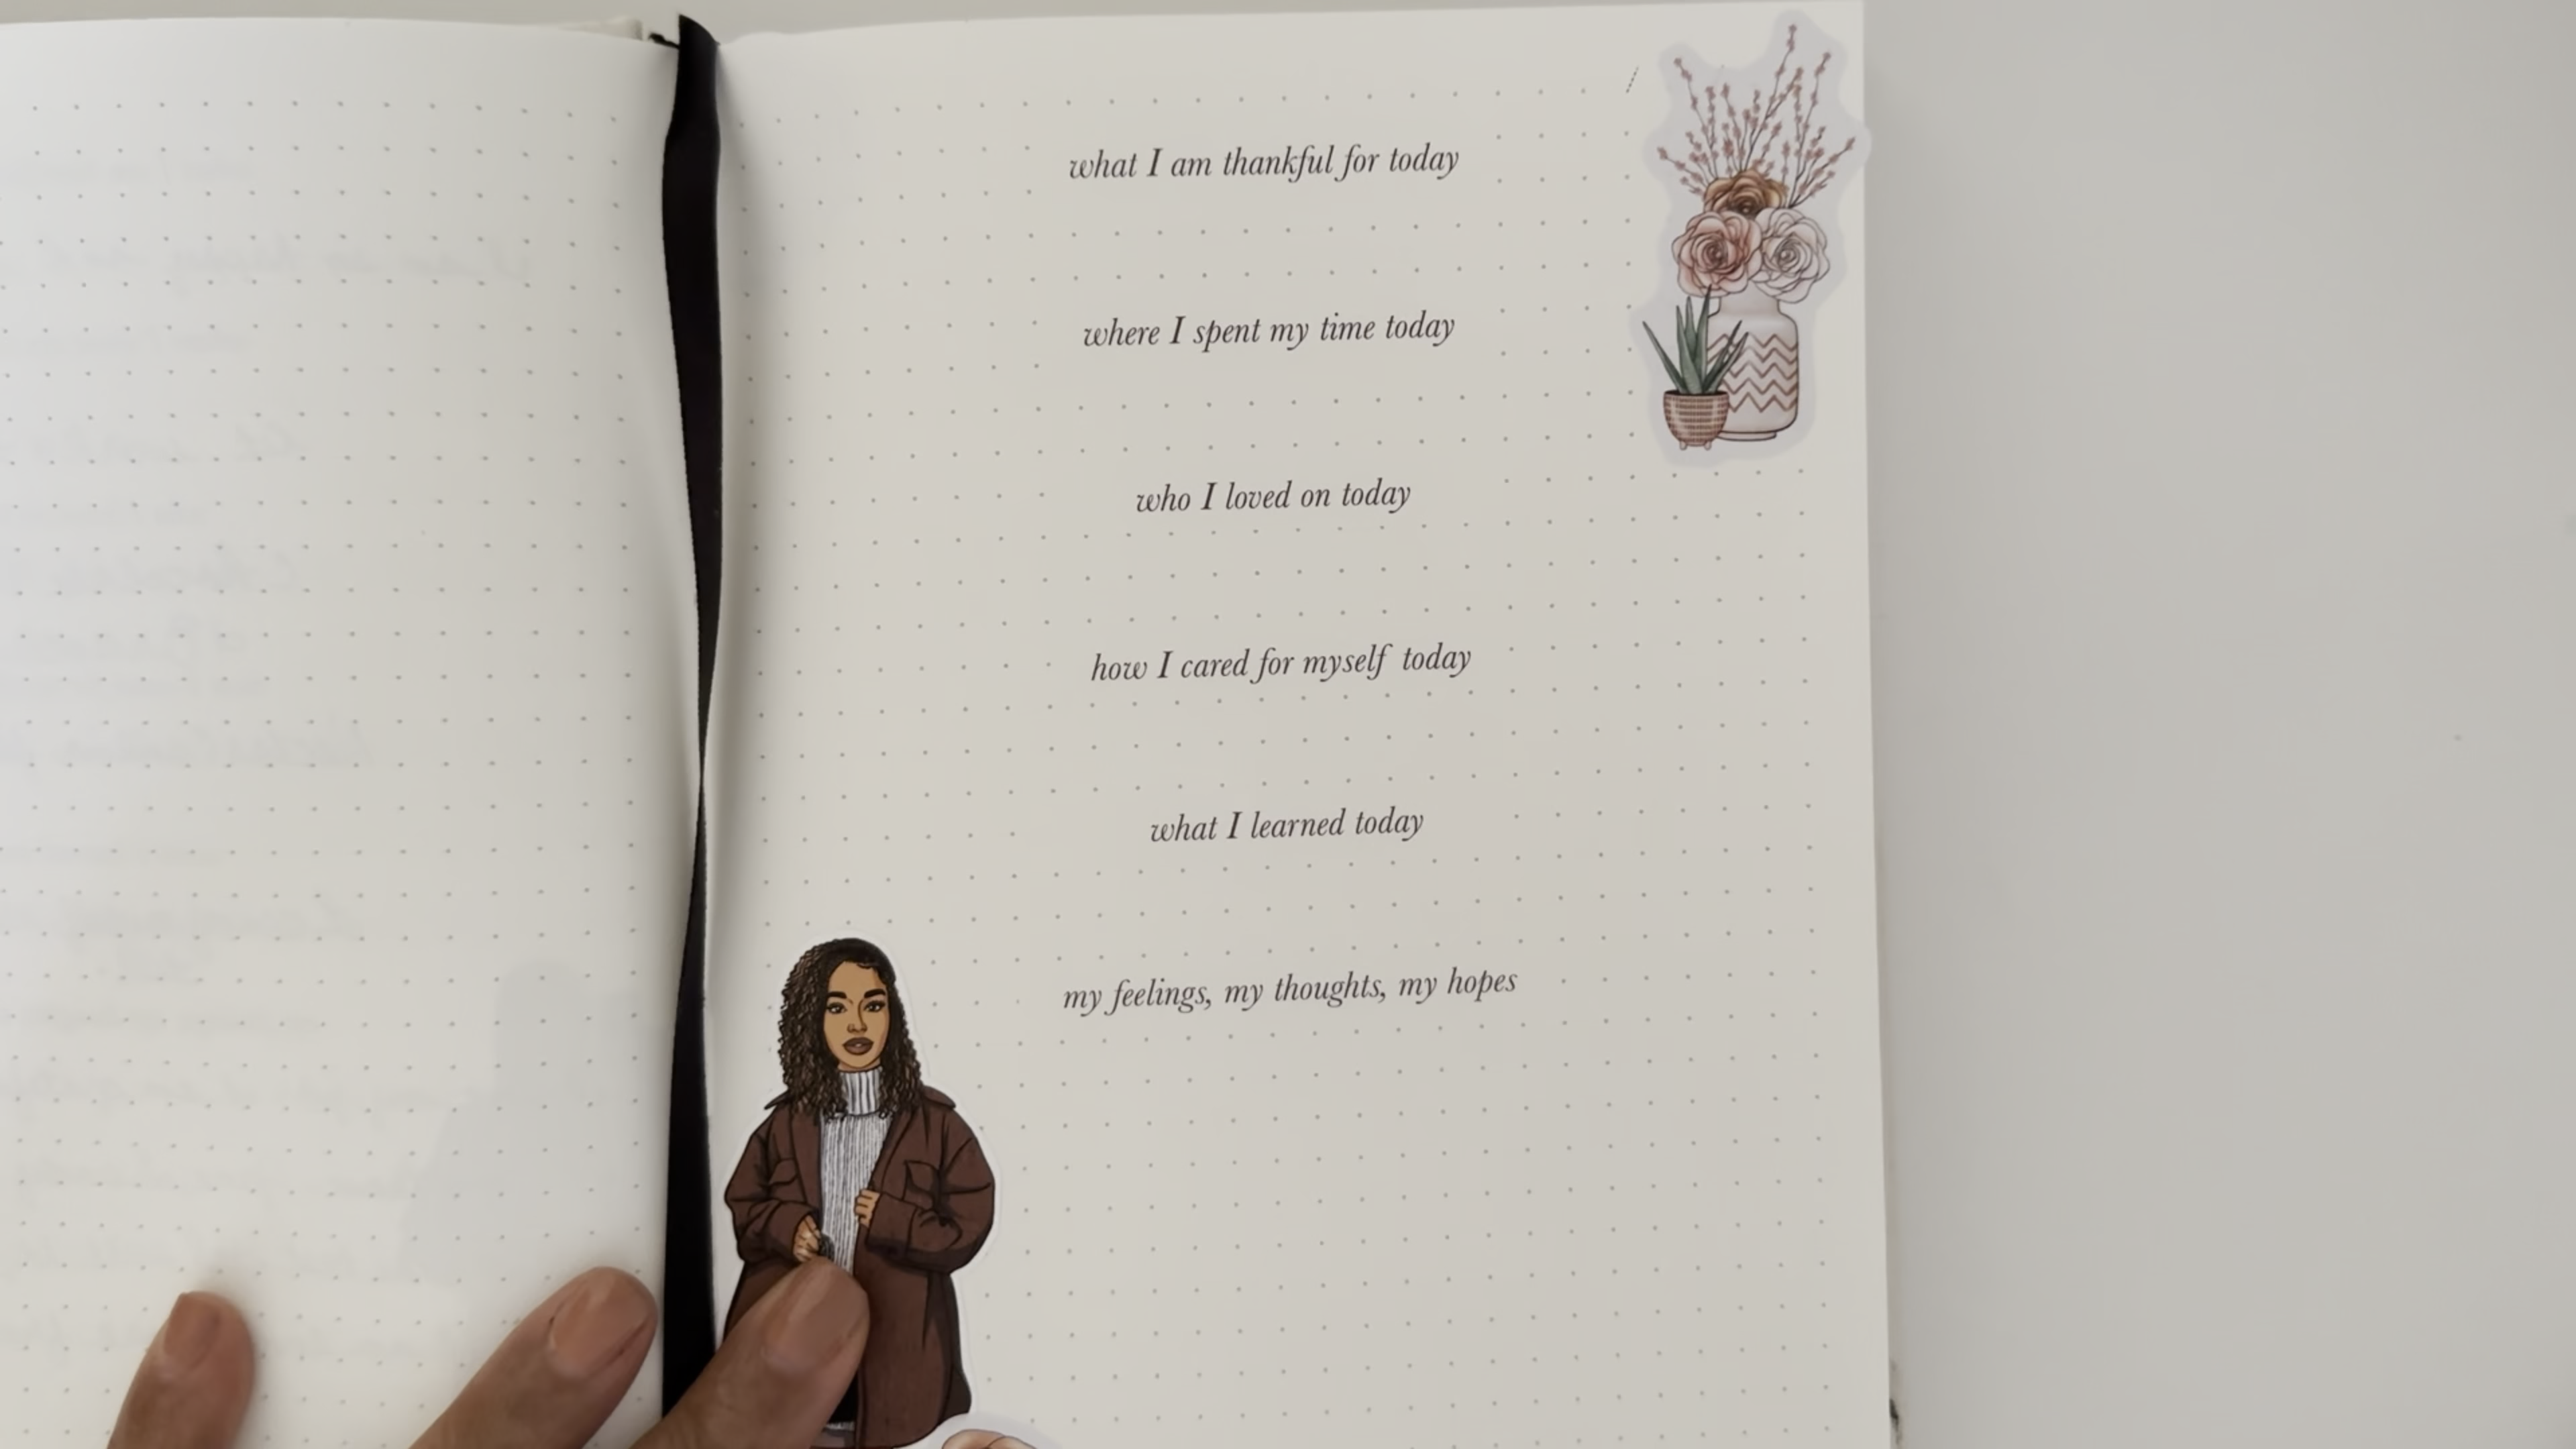 what I am thankful for today
where I spent my time today
who I loved on today
how I cared for myself today
what I learned today
my feelings, my thoughts, my hopes